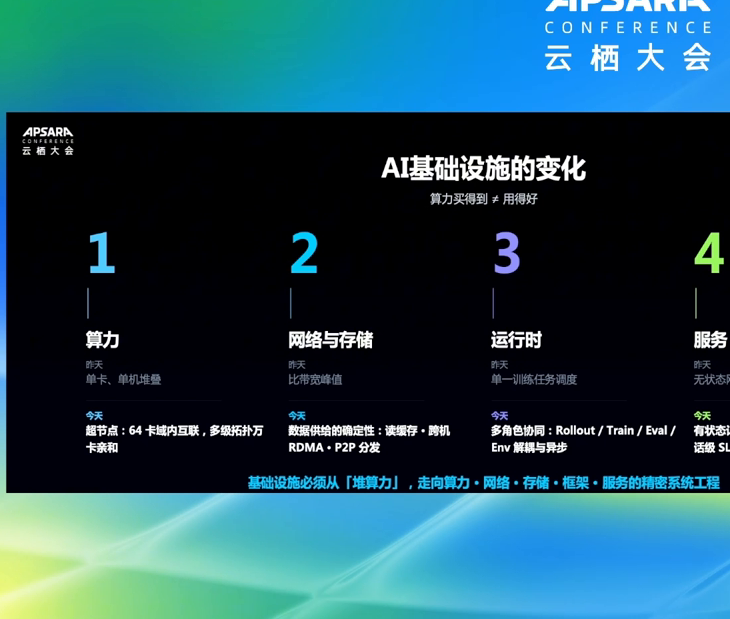 APSARA
CONFERENCE
云栖大会
APSARA
CONFERENCE
云栖大会
AI基础设施的变化
算力买得到 ≠ 用得好
1
2
3
4
算力
网络与存储
运行时
服务
昨天
昨天
昨天
昨天
单卡、单机堆叠
比带宽峰值
单一训练任务调度
无状态
今天
今天
今天
今天
超节点：64 卡域内互联，多级拓扑万
卡亲和
数据供给的确定性：读缓存・跨机
RDMA・P2P 分发
多角色协同：Rollout / Train / Eval /
Env 解耦与异步
有状态
话级 SL
基础设施必须从「堆算力」，走向算力・网络・存储・框架・服务的精密系统工程